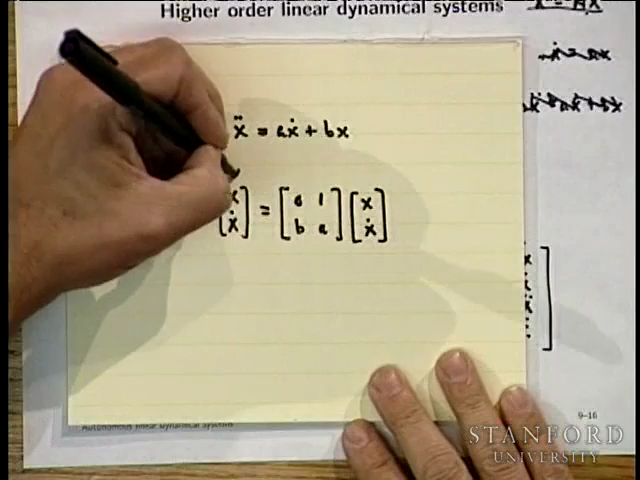 Higher order linear dynamical systems
ẍ = aẋ + bx
[x ẋ] = [0 1 b a] [x ẋ]
Autonomous linear dynamical systems
9–16
STANFORD
UNIVERSITY